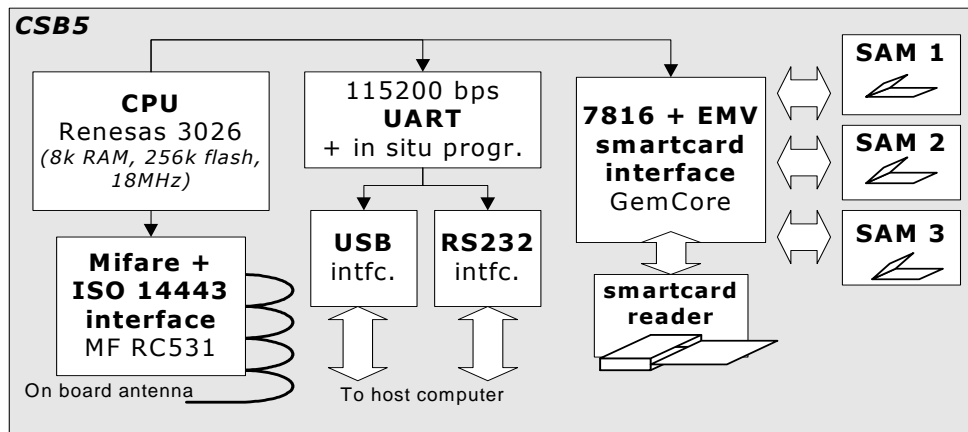 CSB5
CPU
Renesas 3026
(8k RAM, 256k flash,
18MHz)
115200 bps
UART
+ in situ progr.
7816 + EMV
smartcard
interface
GemCore
SAM 1
SAM 2
SAM 3
Mifare +
ISO 14443
interface
MF RC531
USB
intfc.
RS232
intfc.
smartcard
reader
On board antenna
To host computer